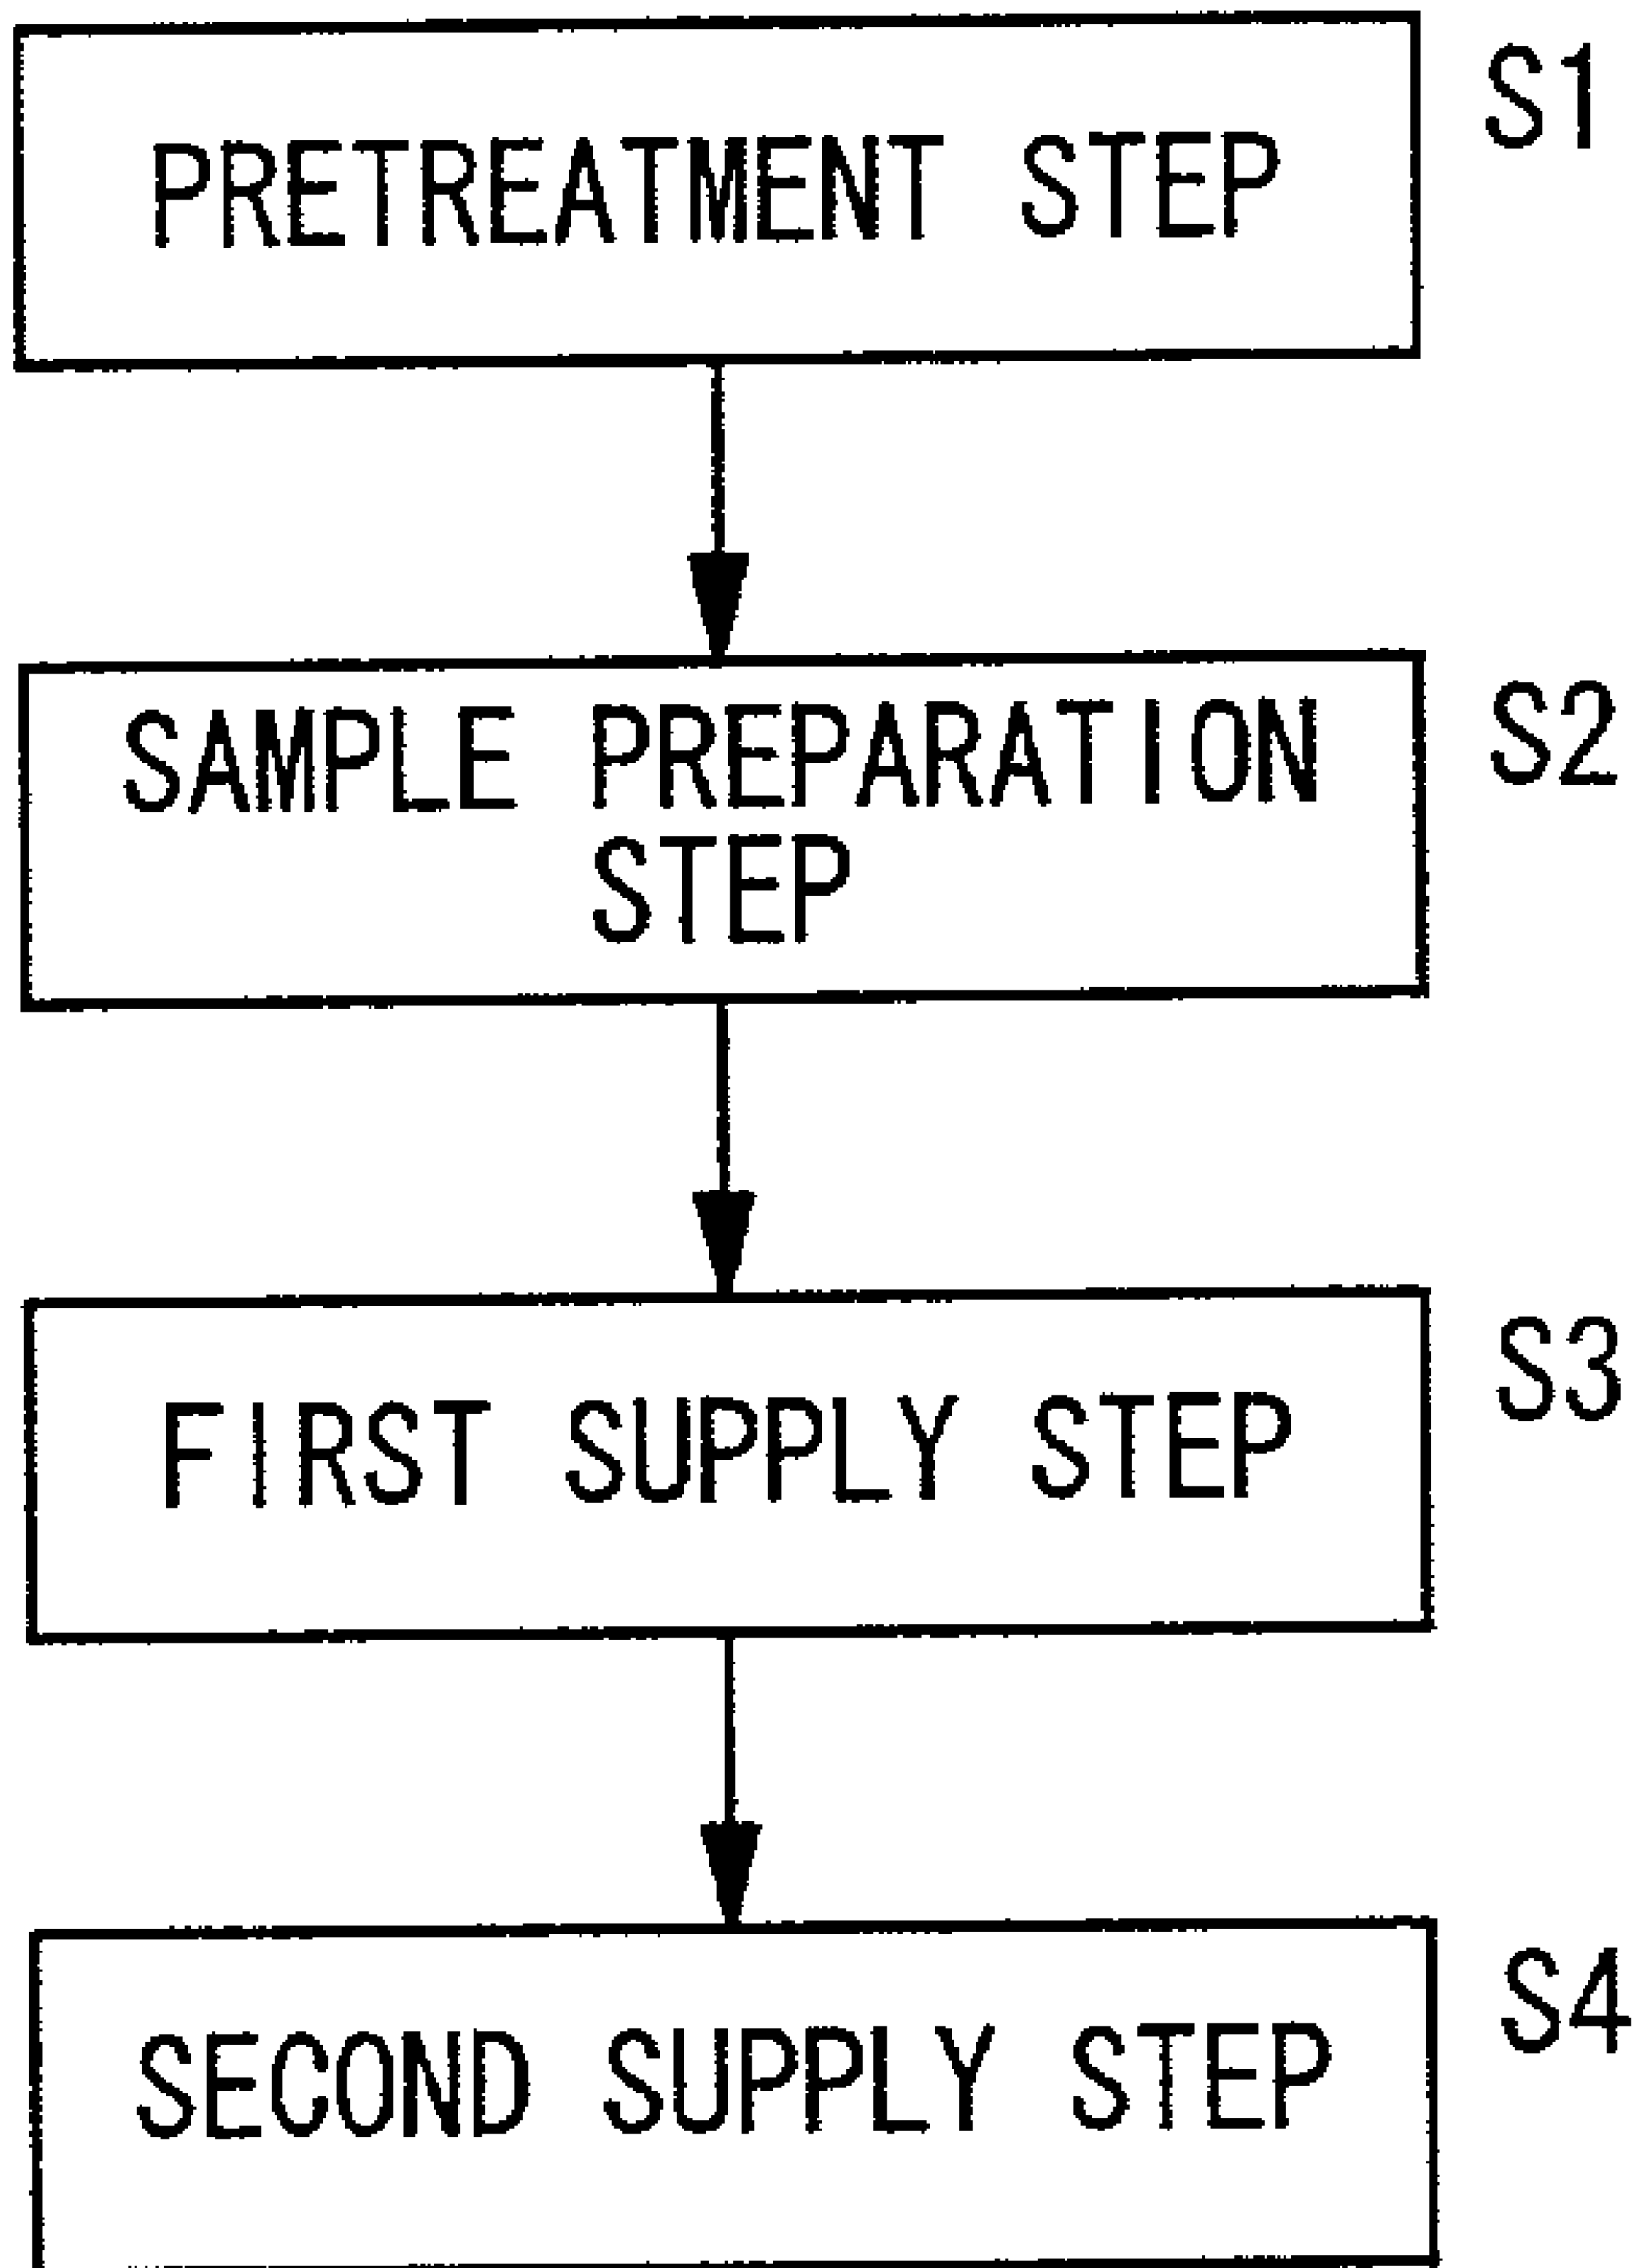 PRETREATMENT STEP
S1
SAMPLE PREPARATION
STEP
S2
FIRST SUPPLY STEP
S3
SECOND SUPPLY STEP
S4